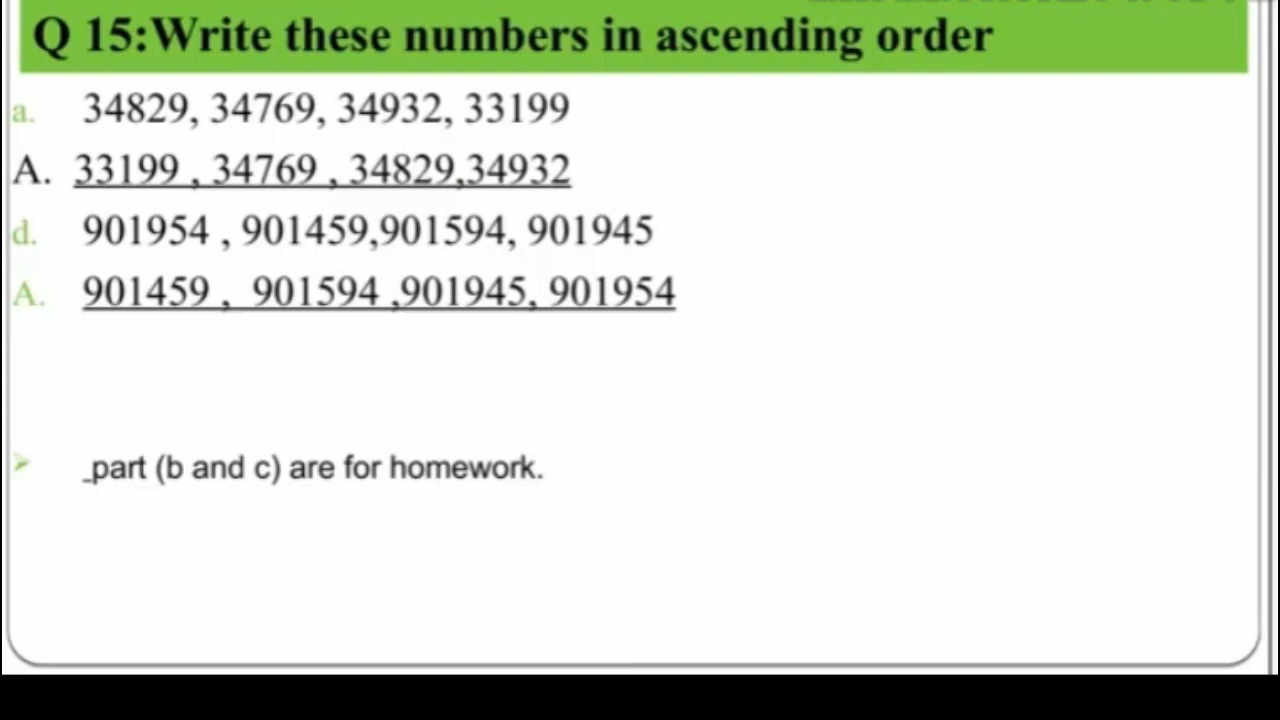 Q 15:Write these numbers in ascending order
a. 34829, 34769, 34932, 33199
A. 33199 , 34769 , 34829,34932
d. 901954 , 901459,901594, 901945
A. 901459 , 901594 ,901945, 901954
➢ _part (b and c) are for homework.